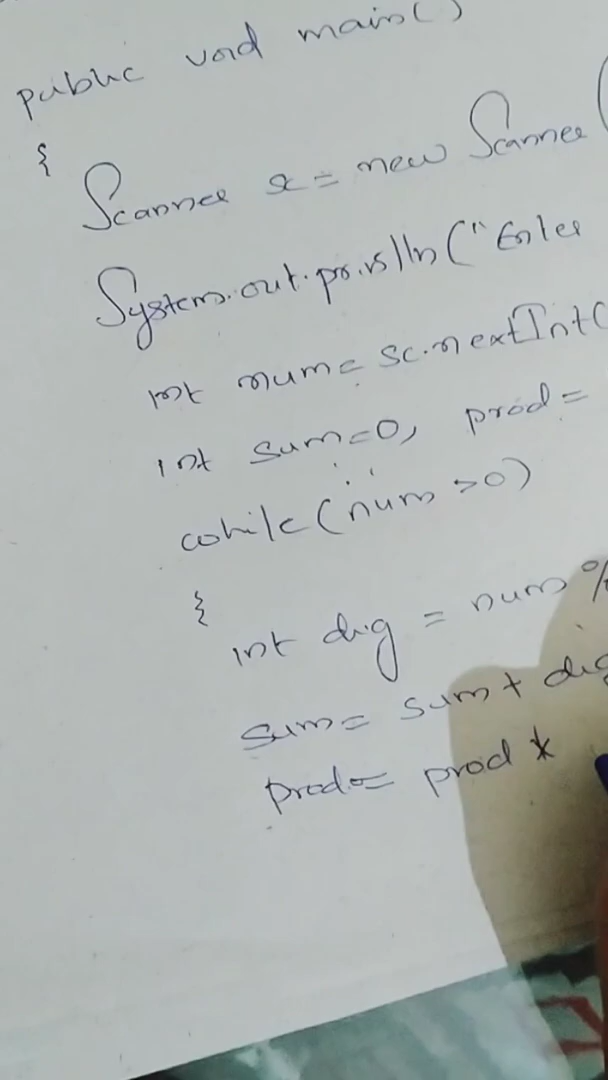 public void main()
{
Scanner x = new Scanner (
System.out.println("Enter
int num= sc.nextInt(
int sum=0, prod=
while(num >0)
{
int dig = num %
sum= sum+ dig
prod= prod *